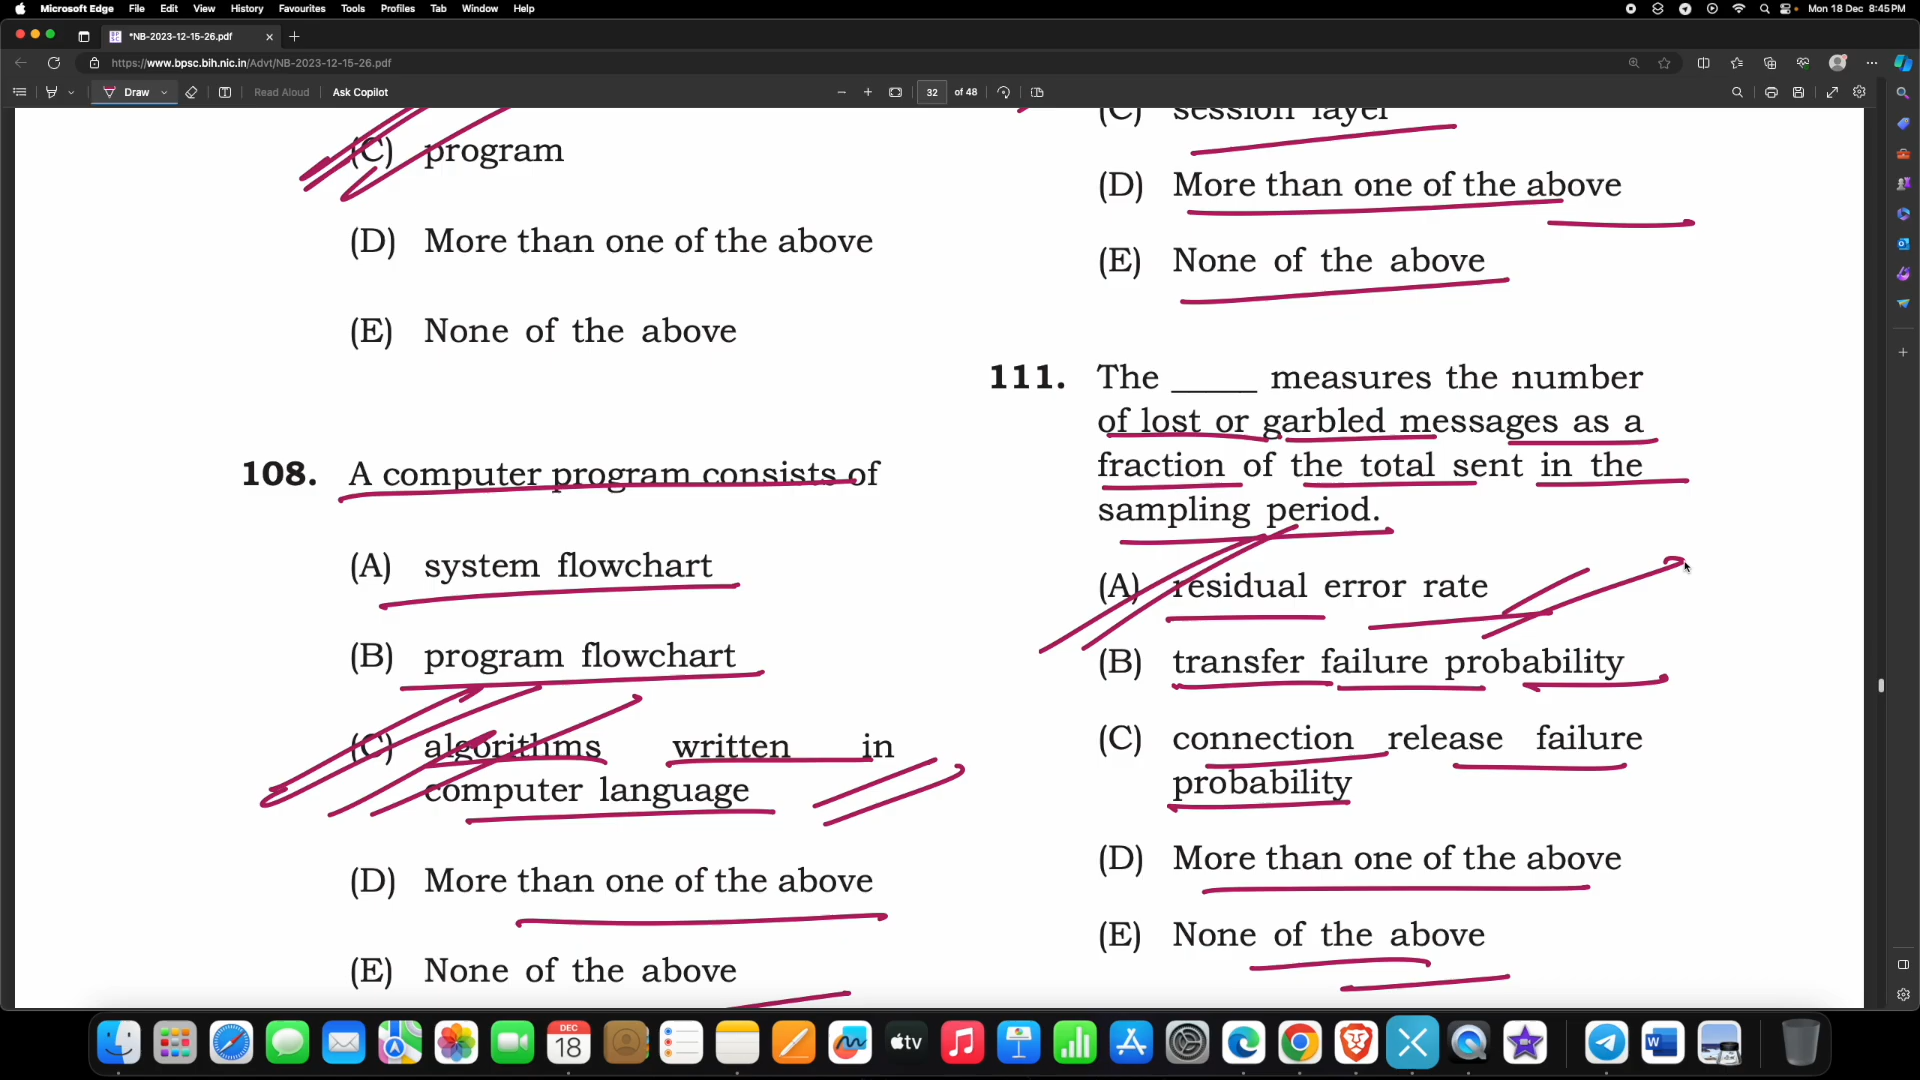 Microsoft Edge File Edit View History Favourites Tools Profiles Tab Window Help
Mon 18 Dec 8:45 PM
*NB-2023-12-15-26.pdf
https://www.bpsc.bih.nic.in/Advt/NB-2023-12-15-26.pdf
Draw
Read Aloud
Ask Copilot
32 of 48
(C) program
(D) More than one of the above
(E) None of the above
108. A computer program consists of
(A) system flowchart
(B) program flowchart
(C) algorithms written in
computer language
(D) More than one of the above
(E) None of the above
(C) session layer
(D) More than one of the above
(E) None of the above
111. The _____ measures the number
of lost or garbled messages as a
fraction of the total sent in the
sampling period.
(A) residual error rate
(B) transfer failure probability
(C) connection release failure
probability
(D) More than one of the above
(E) None of the above
DEC
18
tv
W